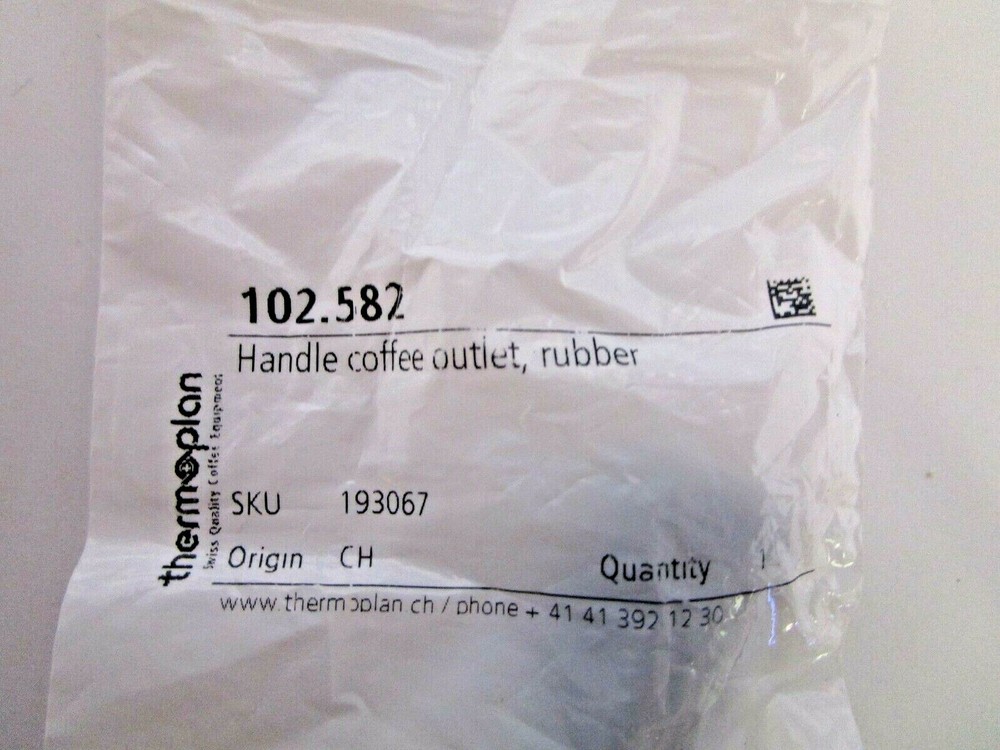 102.582
Handle coffee outlet, rubber
thermoplan
Swiss Quality Coffee Equipment
SKU 193067
Origin CH
Quantity 1
www.thermoplan.ch / phone + 41 41 392 12 30